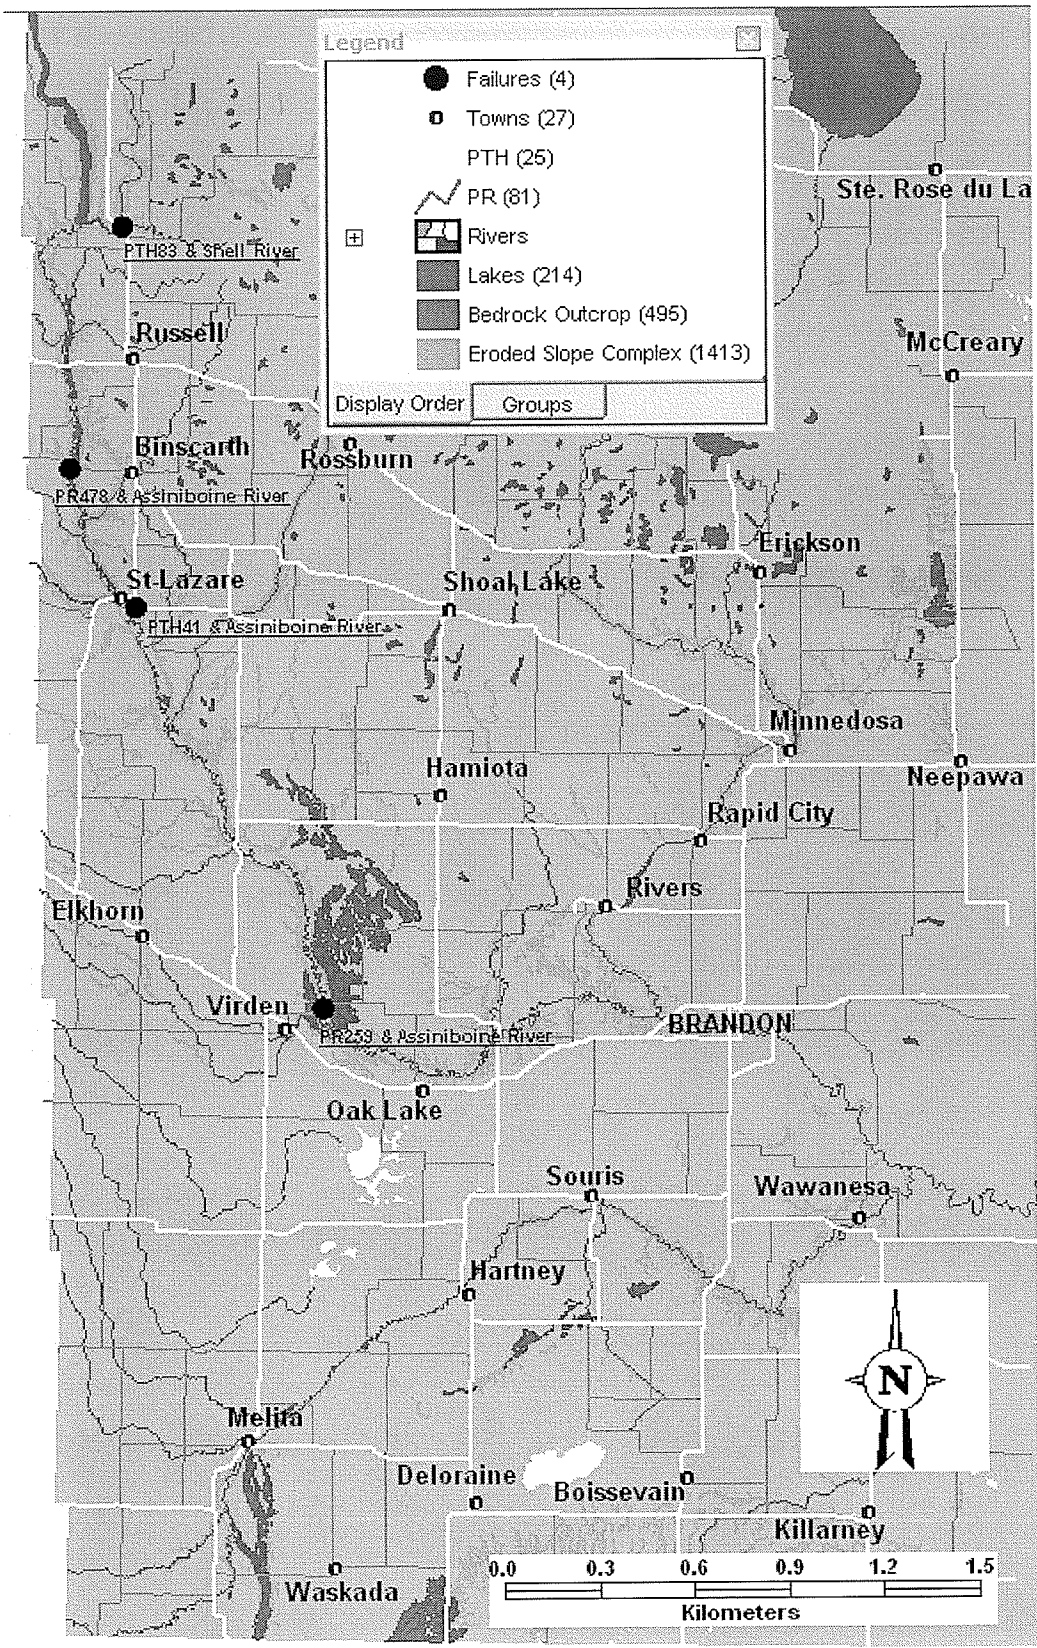 Legend
Failures (4)
Towns (27)
PTH (25)
PR (81)
Rivers
Lakes (214)
Bedrock Outcrop (495)
Eroded Slope Complex (1413)
Display Order
Groups
Ste. Rose du La
PTH83 & Shell River
Russell
McCreary
Binscarth
Rossburn
PR478 & Assiniboine River
Erickson
St-Lazare
Shoal Lake
PTH41 & Assiniboine River
Minnedosa
Hamiota
Neepawa
Rapid City
Rivers
Elkhorn
Virden
BRANDON
PR259 & Assiniboine River
Oak Lake
Souris
Wawanesa
Hartney
N
Melita
Deloraine
Boissevain
Killarney
Waskada
0.0 0.3 0.6 0.9 1.2 1.5
Kilometers